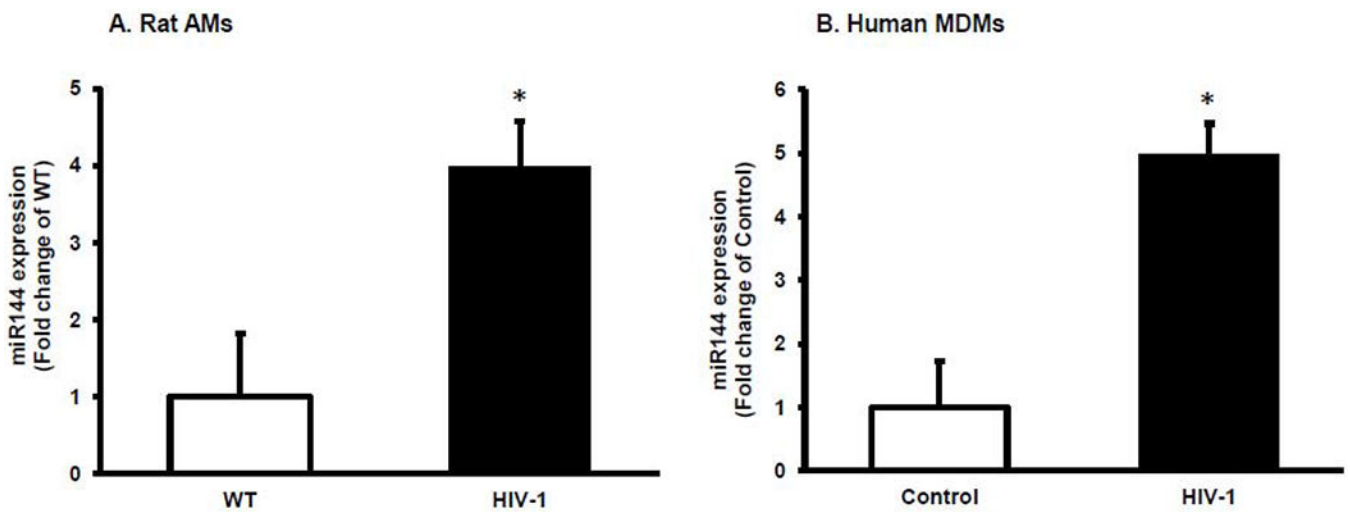 A. Rat AMs
miR144 expression
(Fold change of WT)
5
4
3
2
1
0
*
WT
HIV-1
B. Human MDMs
miR144 expression
(Fold change of Control)
6
5
4
3
2
1
0
*
Control
HIV-1